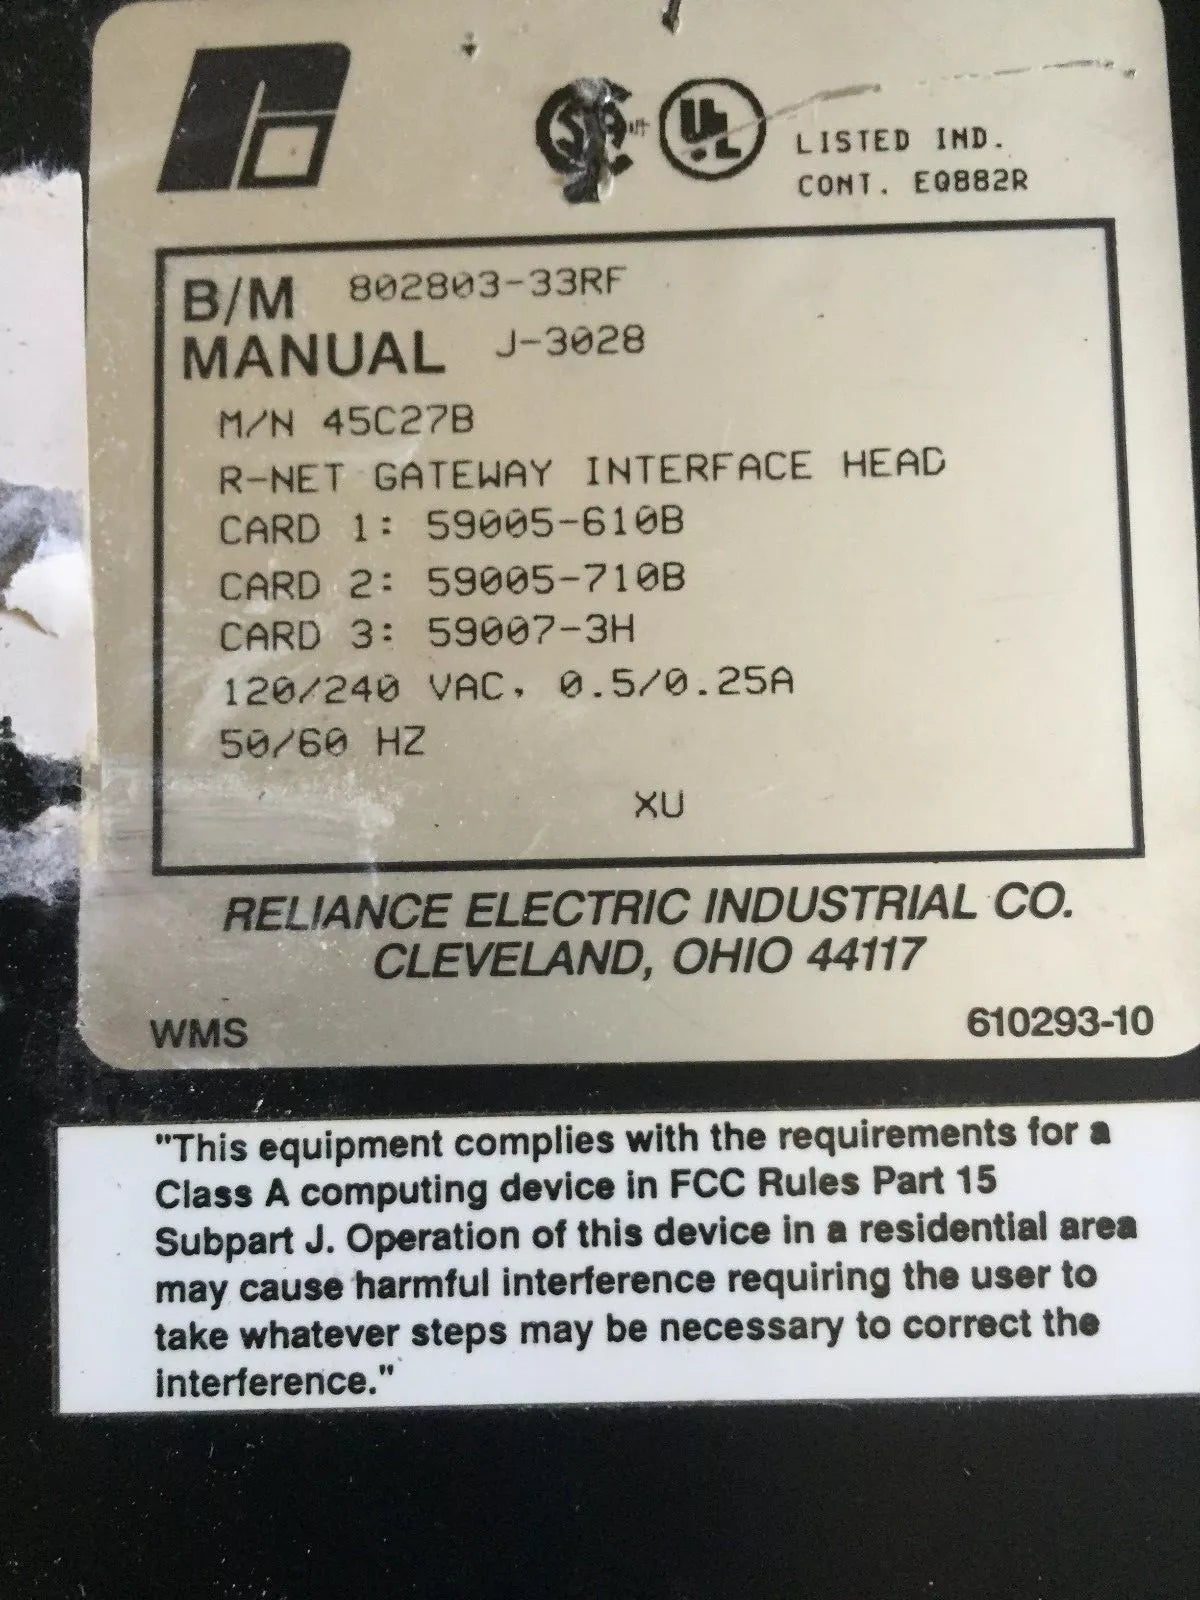 LISTED IND.
CONT. EQ882R
B/M 802803-33RF
MANUAL J-3028
M/N 45C27B
R-NET GATEWAY INTERFACE HEAD
CARD 1: 59005-610B
CARD 2: 59005-710B
CARD 3: 59007-3H
120/240 VAC, 0.5/0.25A
50/60 HZ
XU
RELIANCE ELECTRIC INDUSTRIAL CO.
CLEVELAND, OHIO 44117
WMS 610293-10
"This equipment complies with the requirements for a
Class A computing device in FCC Rules Part 15
Subpart J. Operation of this device in a residential area
may cause harmful interference requiring the user to
take whatever steps may be necessary to correct the
interference."